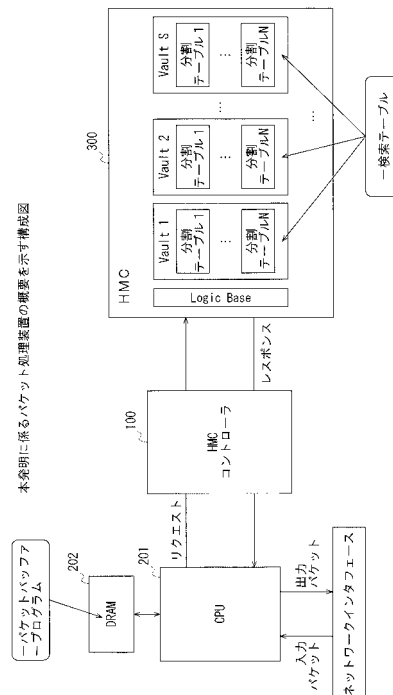 本発明に係るパケット処理装置の概要を示す構成図
－パケットバッファ
－プログラム
202
DRAM
201
CPU
入力
パケット
出力
パケット
ネットワークインタフェース
リクエスト
100
HMC
コントローラ
レスポンス
300
HMC
Logic Base
Vault 1
分割
テーブル1
⋮
分割
テーブルN
Vault 2
分割
テーブル1
⋮
分割
テーブルN
…
Vault S
分割
テーブル1
⋮
分割
テーブルN
…
－検索テーブル